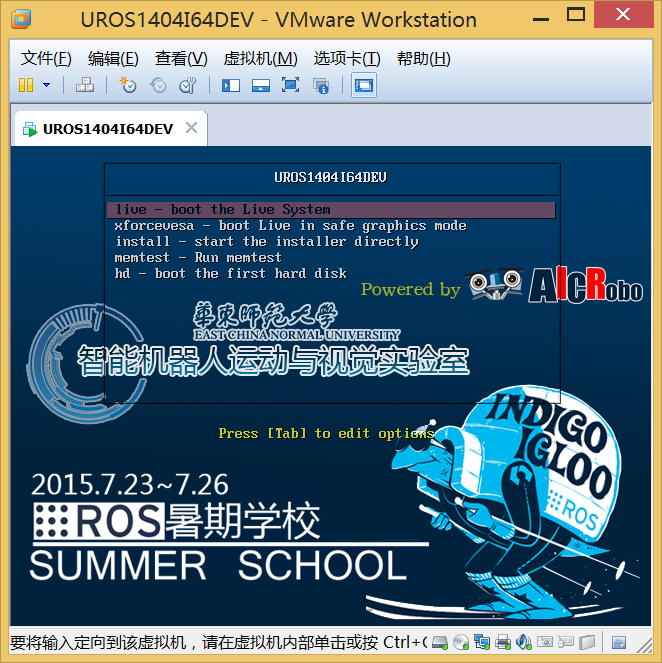 UROS1404I64DEV - VMware Workstation
文件(F) 编辑(E) 查看(V) 虚拟机(M) 选项卡(T) 帮助(H)
UROS1404I64DEV
UROS1404I64DEV
live - boot the Live System
xforcevesa - boot Live in safe graphics mode
install - start the installer directly
memtest - Run memtest
hd - boot the first hard disk
Powered by AICRobo
華東師範大學
EAST CHINA NORMAL UNIVERSITY
智能机器人运动与视觉实验室
Press [Tab] to edit options
INDIGO
IGLOO
ROS
2015.7.23~7.26
ROS暑期学校
SUMMER SCHOOL
要将输入定向到该虚拟机，请在虚拟机内部单击或按 Ctrl+G